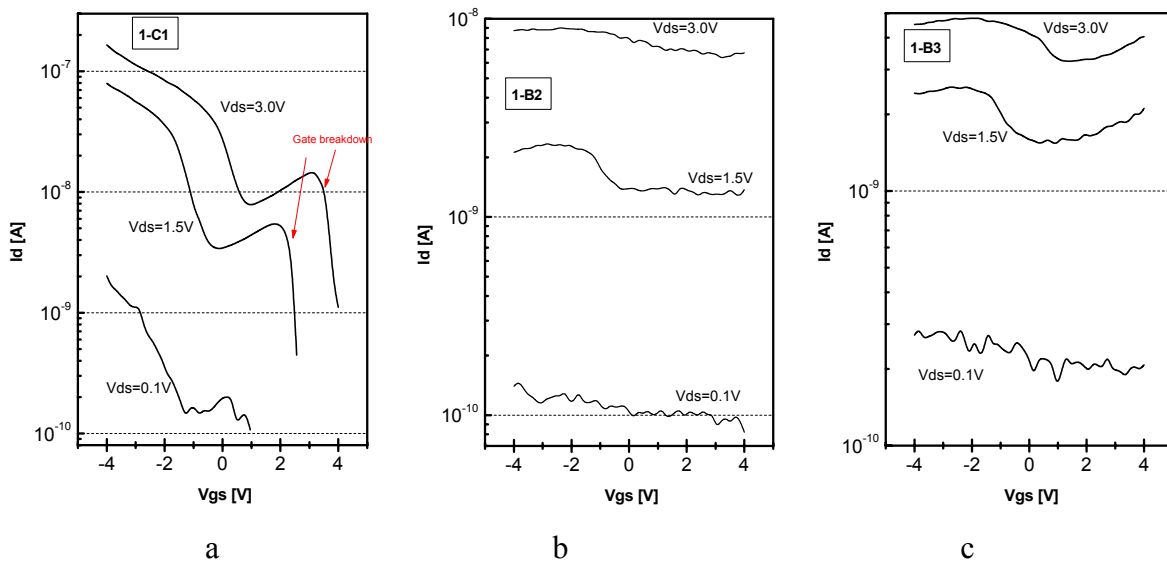 1-C1
10⁻⁷
10⁻⁸
10⁻⁹
10⁻¹⁰
Id [A]
Vds=3.0V
Gate breakdown
Vds=1.5V
Vds=0.1V
-4 -2 0 2 4
Vgs [V]
a
10⁻⁸
10⁻⁹
10⁻¹⁰
Id [A]
Vds=3.0V
1-B2
Vds=1.5V
Vds=0.1V
-4 -2 0 2 4
Vgs [V]
b
10⁻⁹
10⁻¹⁰
Id [A]
1-B3
Vds=3.0V
Vds=1.5V
Vds=0.1V
-4 -2 0 2 4
Vgs [V]
c